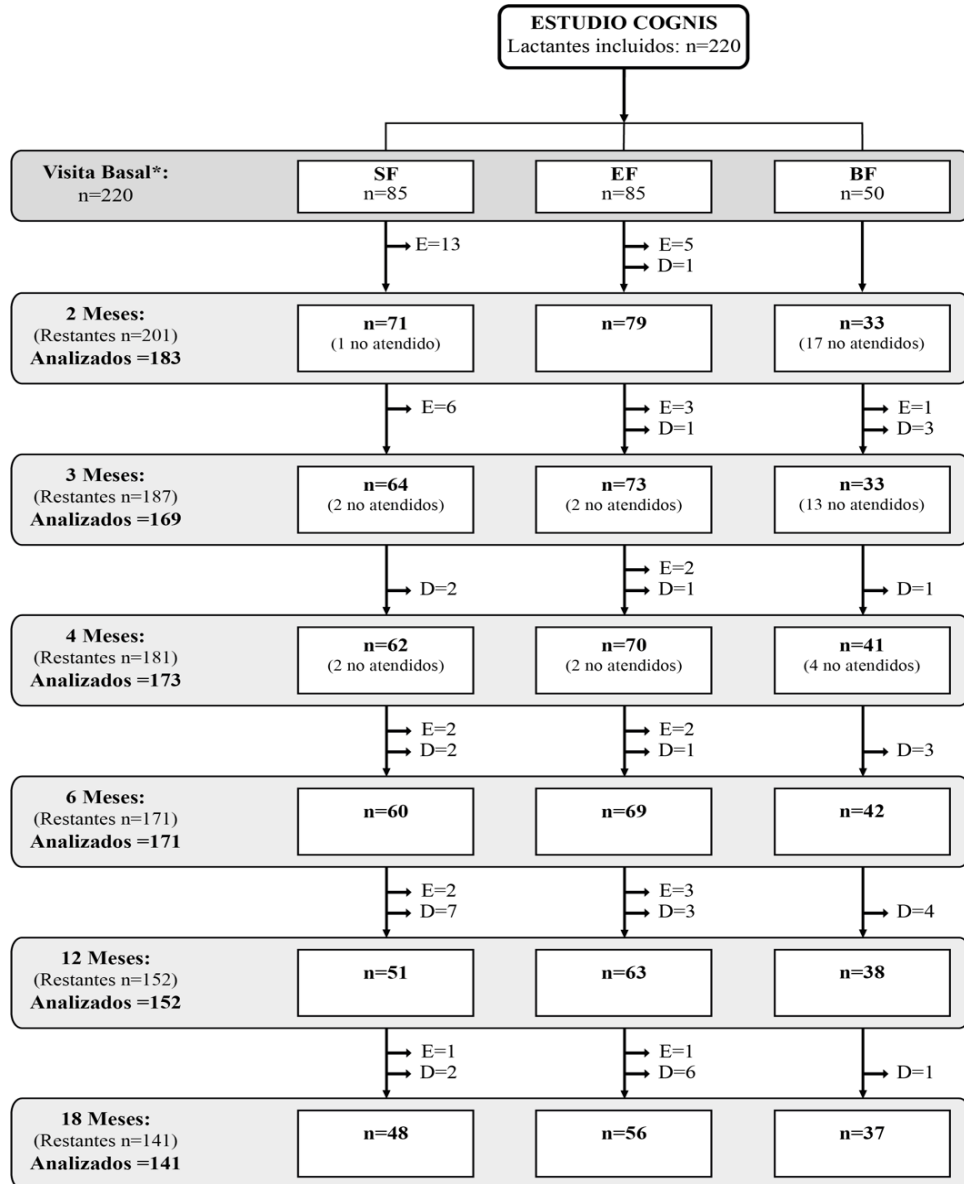 ESTUDIO COGNIS
Lactantes incluidos: n=220
Visita Basal*:
n=220
SF
n=85
EF
n=85
BF
n=50
E=13
E=5
D=1
2 Meses:
(Restantes n=201)
Analizados =183
n=71
(1 no atendido)
n=79
n=33
(17 no atendidos)
E=6
E=3
D=1
E=1
D=3
3 Meses:
(Restantes n=187)
Analizados =169
n=64
(2 no atendidos)
n=73
(2 no atendidos)
n=33
(13 no atendidos)
D=2
E=2
D=1
D=1
4 Meses:
(Restantes n=181)
Analizados =173
n=62
(2 no atendidos)
n=70
(2 no atendidos)
n=41
(4 no atendidos)
E=2
D=2
E=2
D=1
D=3
6 Meses:
(Restantes n=171)
Analizados =171
n=60
n=69
n=42
E=2
D=7
E=3
D=3
D=4
12 Meses:
(Restantes n=152)
Analizados =152
n=51
n=63
n=38
E=1
D=2
E=1
D=6
D=1
18 Meses:
(Restantes n=141)
Analizados =141
n=48
n=56
n=37